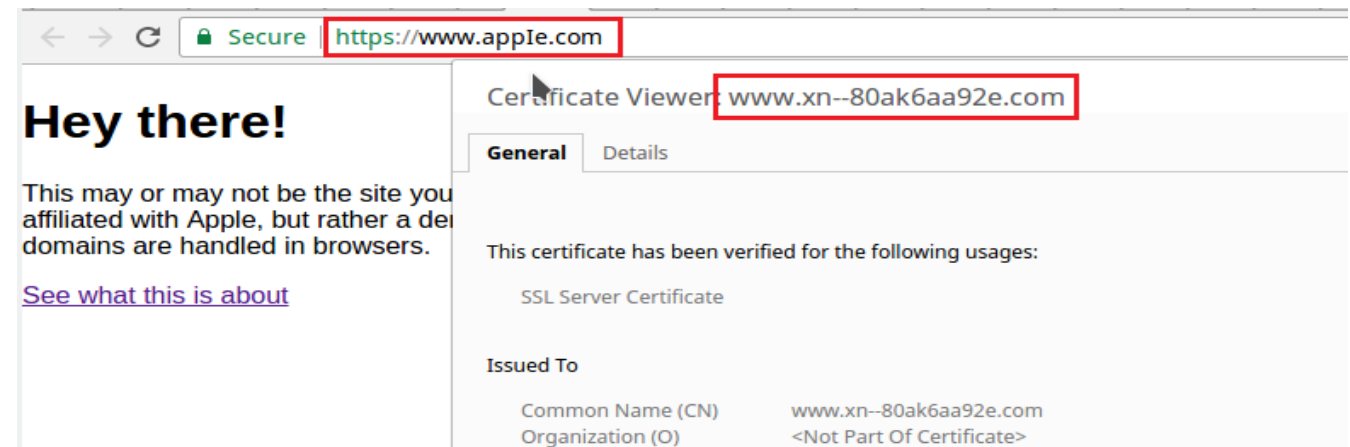 Secure | https://www.appIe.com
Hey there!
This may or may not be the site you
affiliated with Apple, but rather a
domains are handled in browsers.
See what this is about
Certificate Viewer: www.xn--80ak6aa92e.com
General Details
This certificate has been verified for the following usages:
SSL Server Certificate
Issued To
Common Name (CN) www.xn--80ak6aa92e.com
Organization (O) <Not Part Of Certificate>